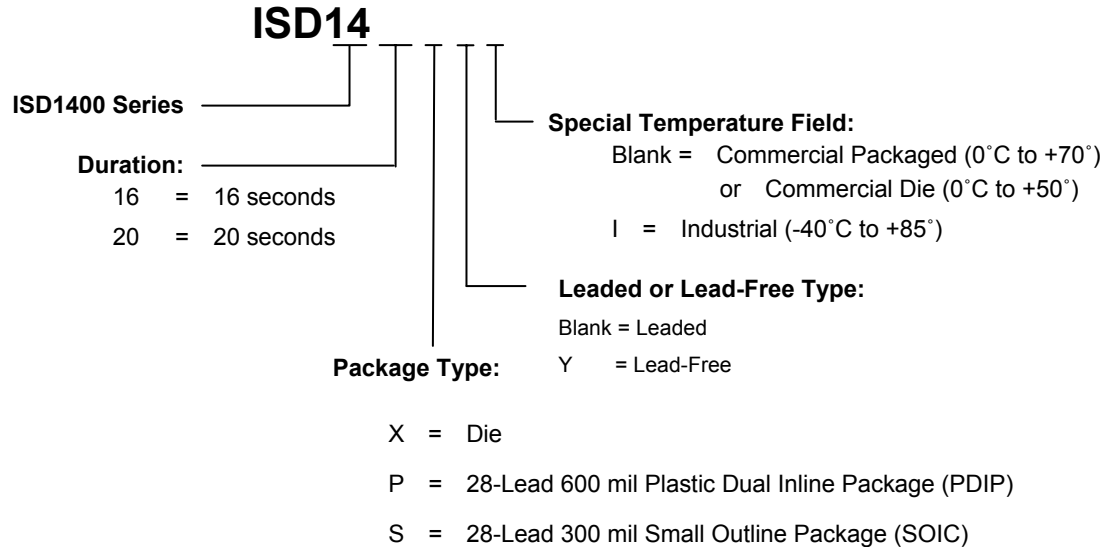 ISD14
ISD1400 Series
Duration:
16 = 16 seconds
20 = 20 seconds
Special Temperature Field:
Blank = Commercial Packaged (0˚C to +70˚)
or Commercial Die (0˚C to +50˚)
I = Industrial (-40˚C to +85˚)
Leaded or Lead-Free Type:
Blank = Leaded
Y = Lead-Free
Package Type:
X = Die
P = 28-Lead 600 mil Plastic Dual Inline Package (PDIP)
S = 28-Lead 300 mil Small Outline Package (SOIC)